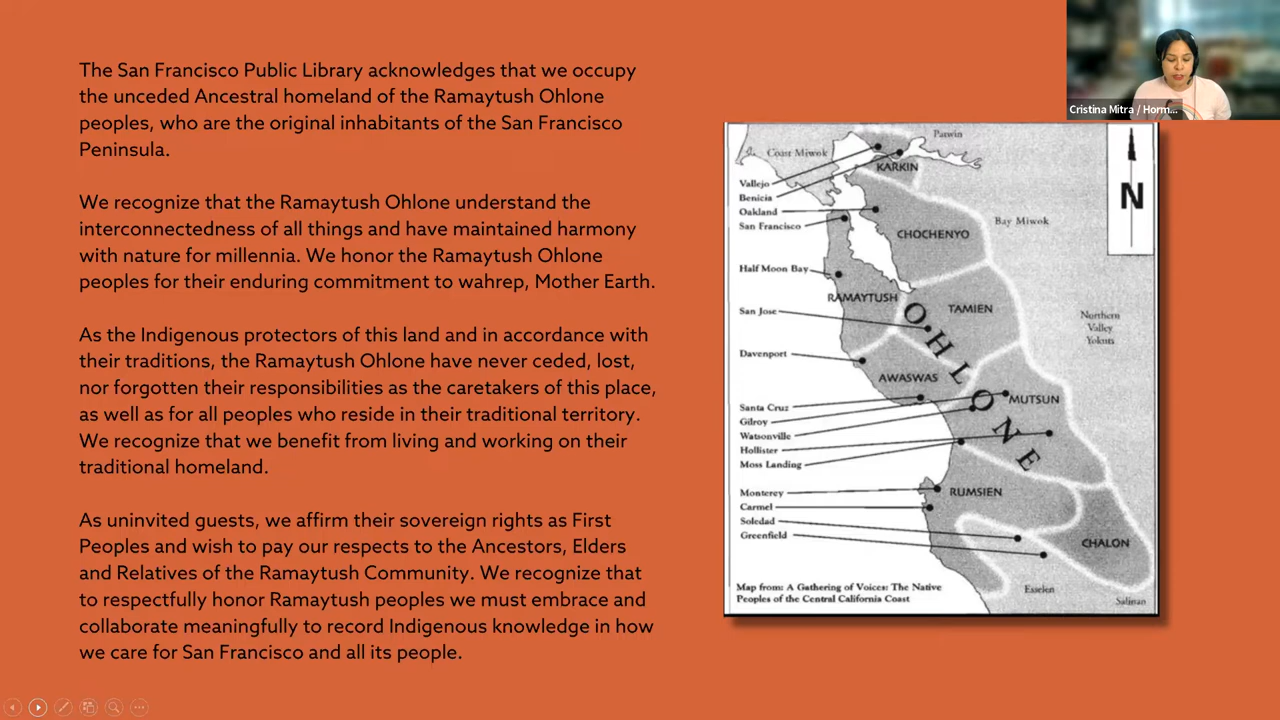 The San Francisco Public Library acknowledges that we occupy
the unceded Ancestral homeland of the Ramaytush Ohlone
peoples, who are the original inhabitants of the San Francisco
Peninsula.
We recognize that the Ramaytush Ohlone understand the
interconnectedness of all things and have maintained harmony
with nature for millennia. We honor the Ramaytush Ohlone
peoples for their enduring commitment to wahrep, Mother Earth.
As the Indigenous protectors of this land and in accordance with
their traditions, the Ramaytush Ohlone have never ceded, lost,
nor forgotten their responsibilities as the caretakers of this place,
as well as for all peoples who reside in their traditional territory.
We recognize that we benefit from living and working on their
traditional homeland.
As uninvited guests, we affirm their sovereign rights as First
Peoples and wish to pay our respects to the Ancestors, Elders
and Relatives of the Ramaytush Community. We recognize that
to respectfully honor Ramaytush peoples we must embrace and
collaborate meaningfully to record Indigenous knowledge in how
we care for San Francisco and all its people.
Cristina Mitra / Horm...
Patwin
Coast Miwok
KARKIN
Vallejo
Benicia
Oakland
San Francisco
Bay Miwok
CHOCHENYO
N
Half Moon Bay
RAMAYTUSH
TAMIEN
San Jose
Northern
Valley
Yokuts
OHLONE
Davenport
AWASWAS
MUTSUN
Santa Cruz
Gilroy
Watsonville
Hollister
Moss Landing
Monterey
RUMSIEN
Carmel
Soledad
Greenfield
CHALON
Esselen
Salinan
Map from: A Gathering of Voices: The Native
Peoples of the Central California Coast